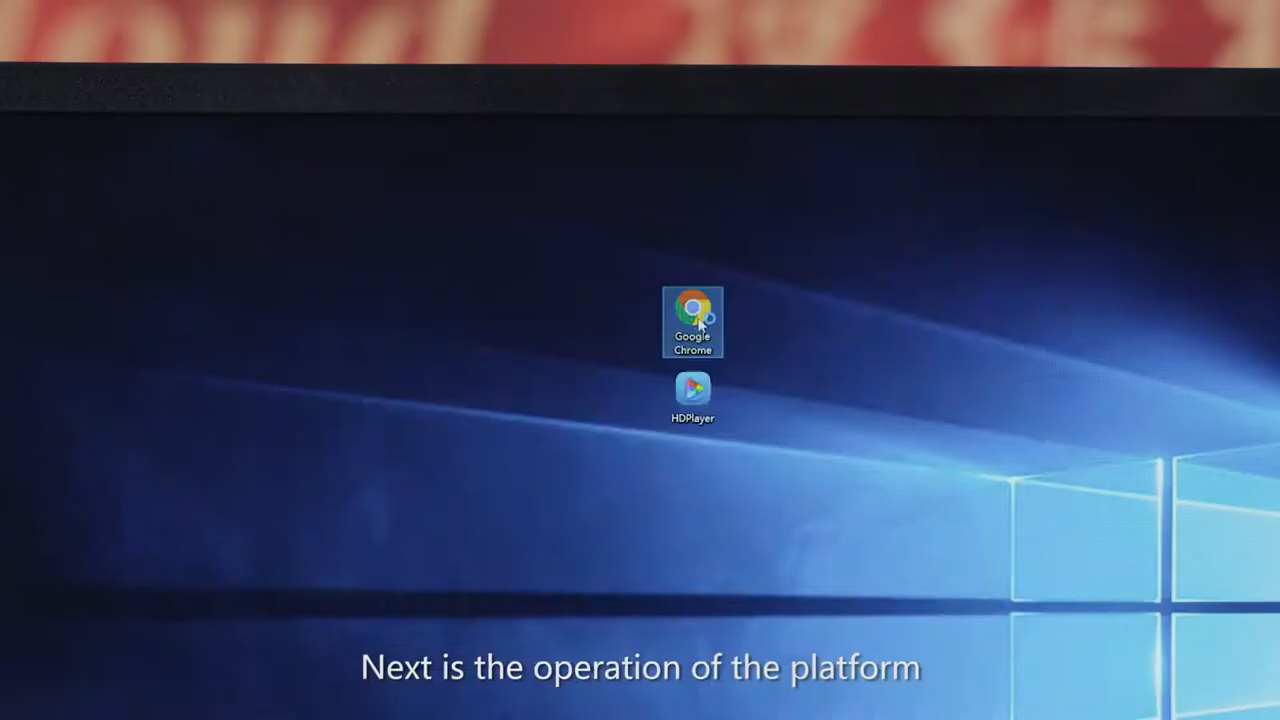 Google
Chrome
HDPlayer
Next is the operation of the platform